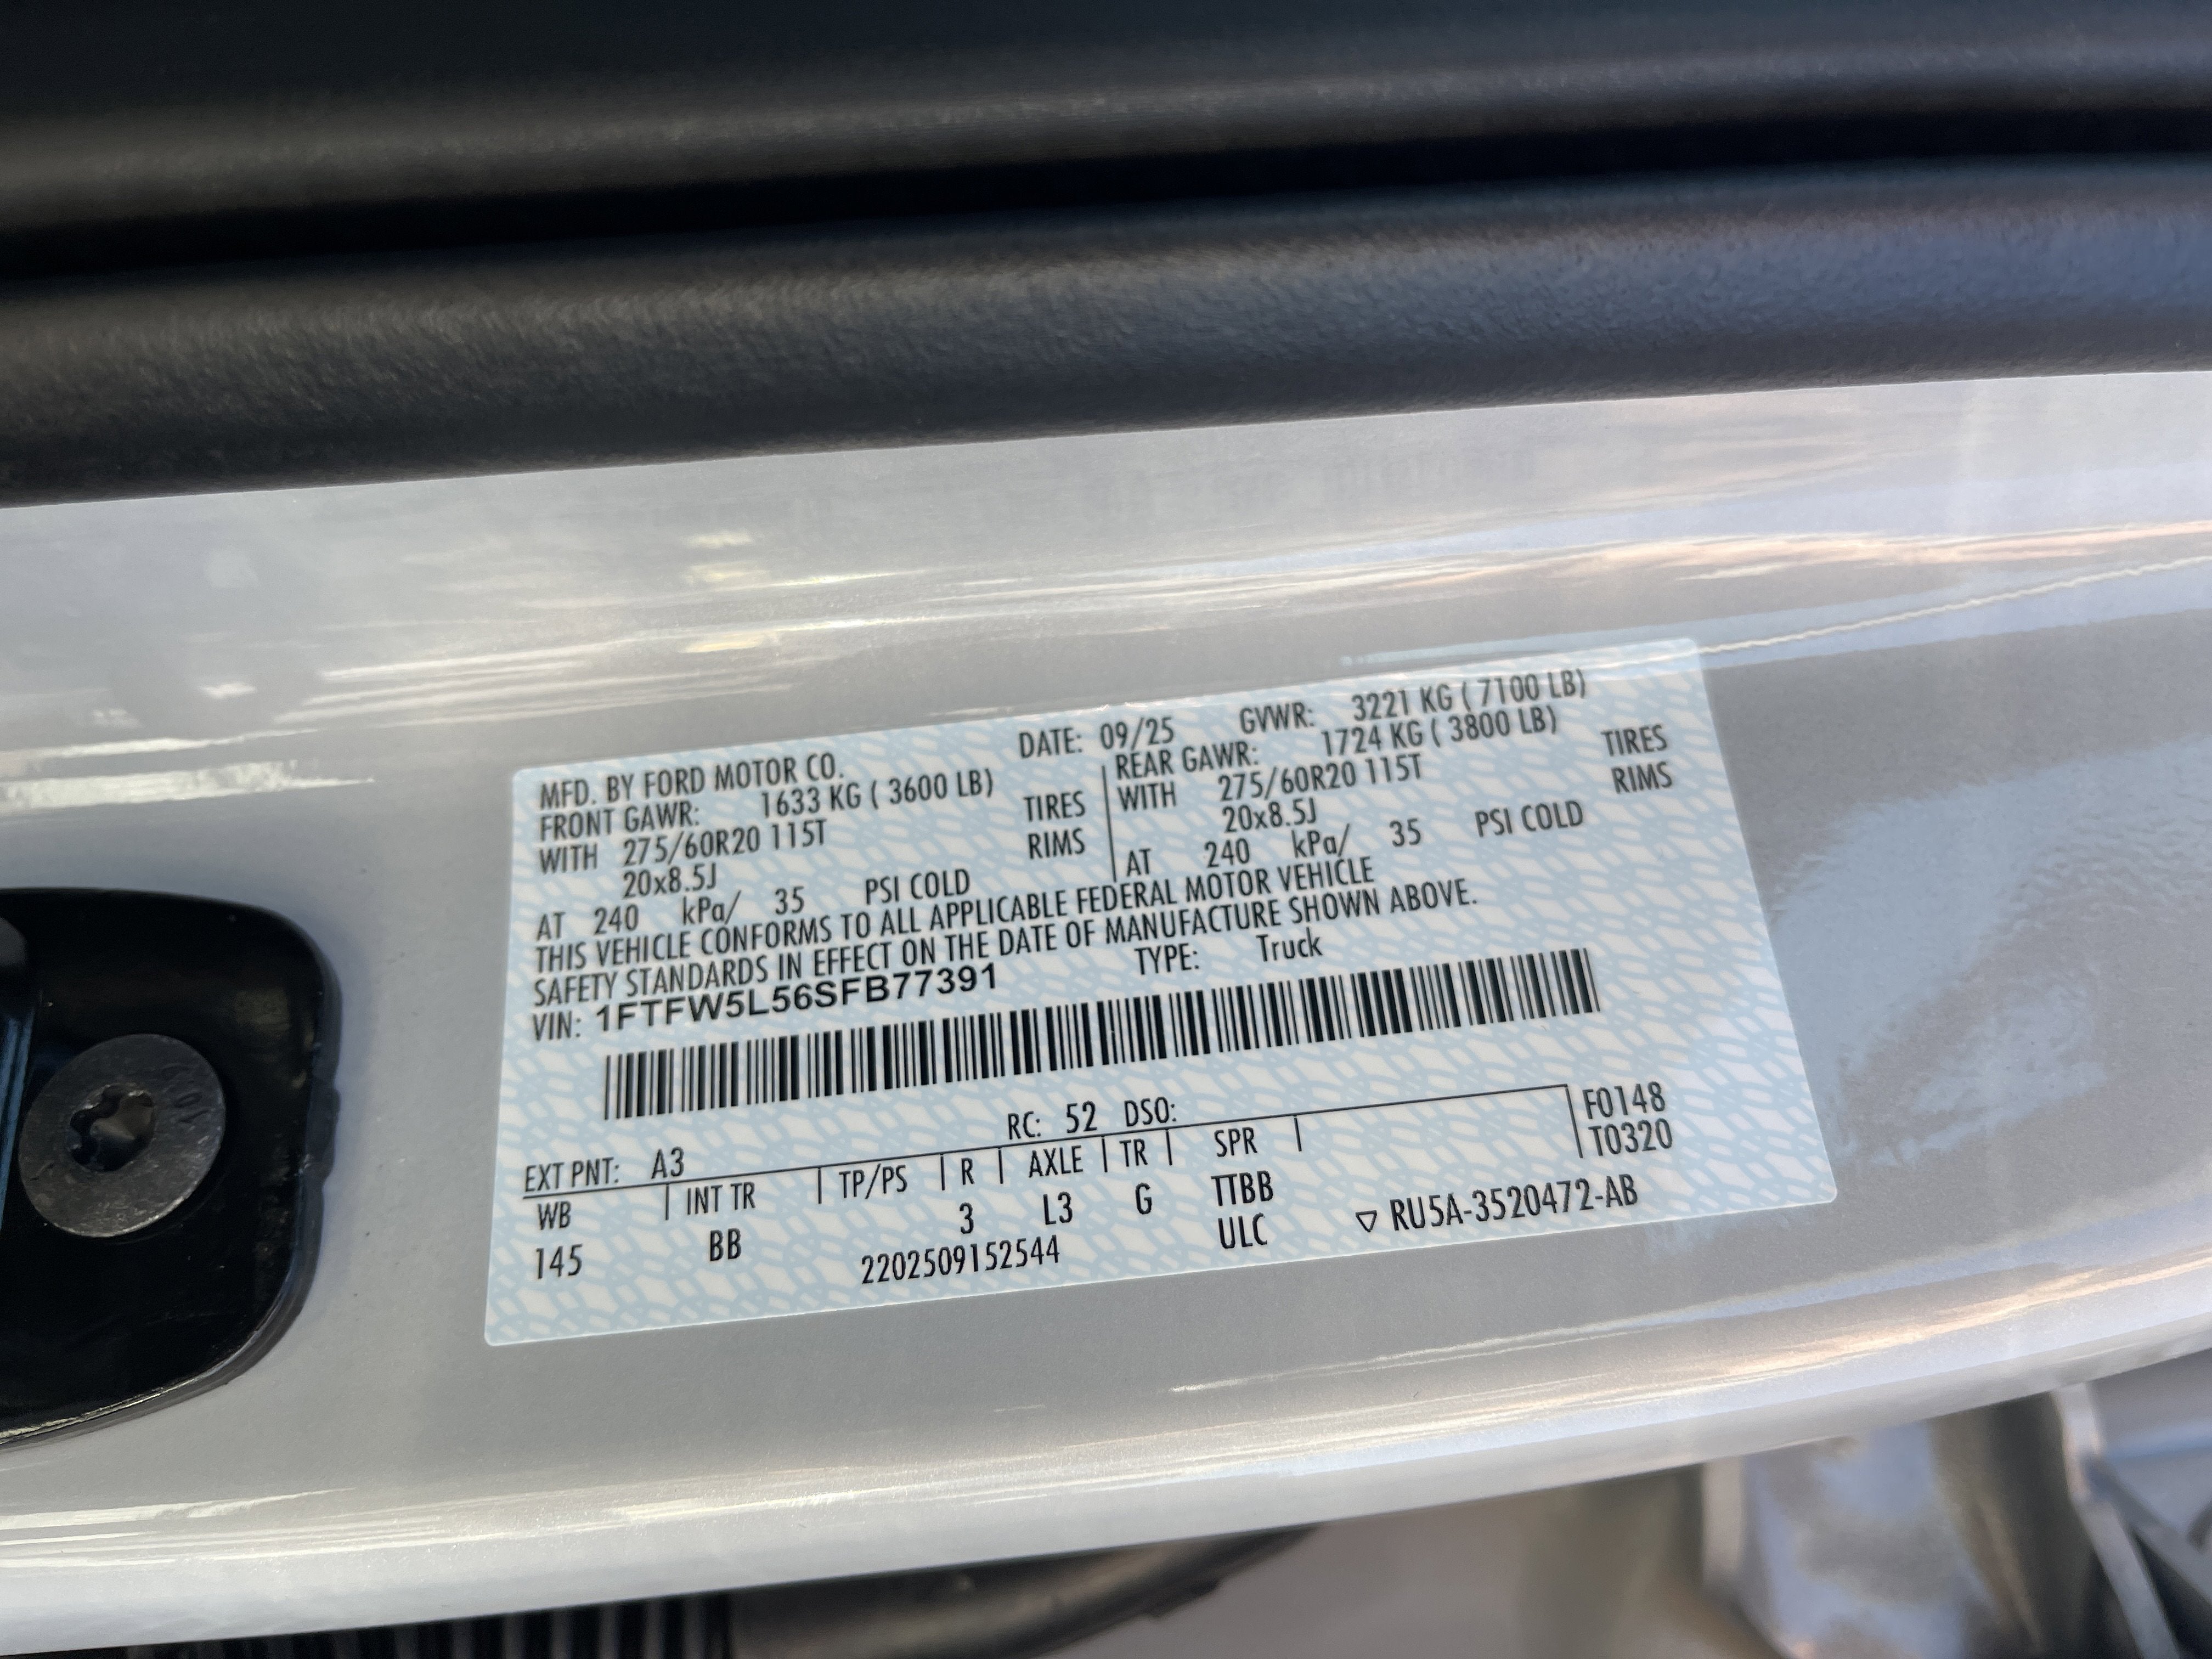 MFD. BY FORD MOTOR CO. DATE: 09/25 GVWR: 3221 KG ( 7100 LB)
FRONT GAWR: 1633 KG ( 3600 LB) REAR GAWR: 1724 KG ( 3800 LB)
WITH 275/60R20 115T TIRES WITH 275/60R20 115T TIRES
20x8.5J RIMS 20x8.5J RIMS
AT 240 kPa/ 35 PSI COLD AT 240 kPa/ 35 PSI COLD
THIS VEHICLE CONFORMS TO ALL APPLICABLE FEDERAL MOTOR VEHICLE
SAFETY STANDARDS IN EFFECT ON THE DATE OF MANUFACTURE SHOWN ABOVE.
VIN: 1FTFW5L56SFB77391 TYPE: Truck
EXT PNT: A3 RC: 52 DSO: F0148
WB INT TR TP/PS R AXLE TR SPR T0320
145 BB 3 L3 G TTBB
2202509152544 ULC ▽ RU5A-3520472-AB